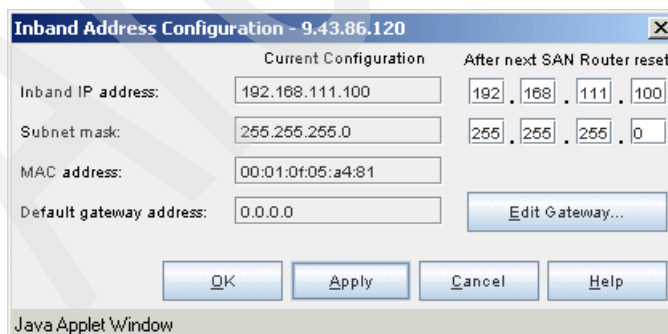 Inband Address Configuration - 9.43.86.120
Current Configuration After next SAN Router reset
Inband IP address: 192.168.111.100 192 . 168 . 111 . 100
Subnet mask: 255.255.255.0 255 . 255 . 255 . 0
MAC address: 00:01:0f:05:a4:81
Default gateway address: 0.0.0.0 Edit Gateway...
OK Apply Cancel Help
Java Applet Window